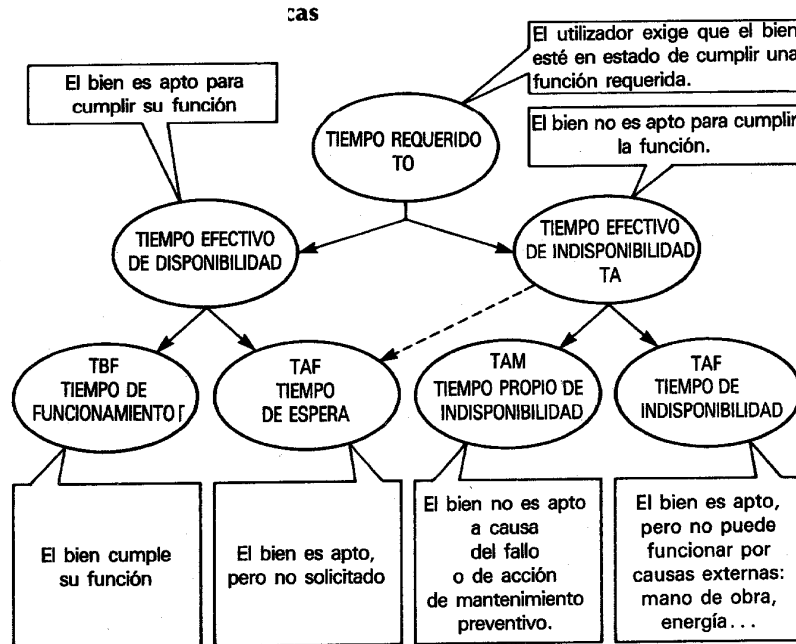 cas
El utilizador exige que el bien
esté en estado de cumplir una
función requerida.
El bien es apto para
cumplir su función
TIEMPO REQUERIDO
TO
El bien no es apto para cumplir
la función.
TIEMPO EFECTIVO
DE DISPONIBILIDAD
TIEMPO EFECTIVO
DE INDISPONIBILIDAD
TA
TBF
TIEMPO DE
FUNCIONAMIENTO
TAF
TIEMPO
DE ESPERA
TAM
TIEMPO PROPIO DE
INDISPONIBILIDAD
TAF
TIEMPO DE
INDISPONIBILIDAD
El bien cumple
su función
El bien es apto,
pero no solicitado
El bien no es apto
a causa
del fallo
o de acción
de mantenimiento
preventivo.
El bien es apto,
pero no puede
funcionar por
causas externas:
mano de obra,
energía...